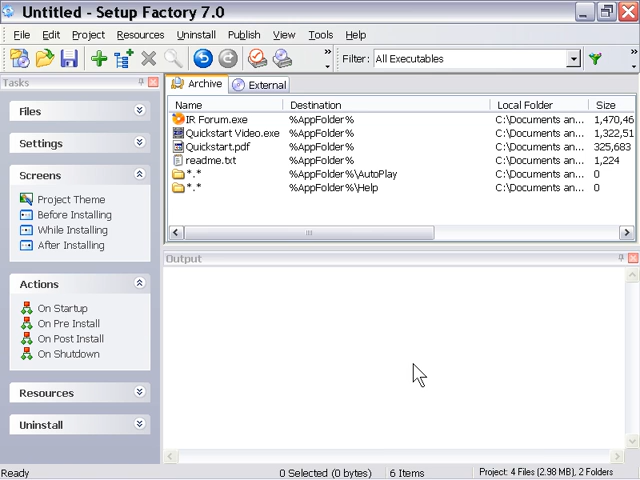 Untitled - Setup Factory 7.0
File Edit Project Resources Uninstall Publish View Tools Help
Filter: All Executables
Tasks
Files
Settings
Screens
Project Theme
Before Installing
While Installing
After Installing
Actions
On Startup
On Pre Install
On Post Install
On Shutdown
Resources
Uninstall
Archive External
Name Destination Local Folder Size
IR Forum.exe %AppFolder% C:\Documents an... 1,470,46
Quickstart Video.exe %AppFolder% C:\Documents an... 1,322,51
Quickstart.pdf %AppFolder% C:\Documents an... 325,683
readme.txt %AppFolder% C:\Documents an... 1,224
*.* %AppFolder%\AutoPlay C:\Documents an... 0
*.* %AppFolder%\Help C:\Documents an... 0
Output
Ready 0 Selected (0 bytes) 6 Items Project: 4 Files (2.98 MB), 2 Folders